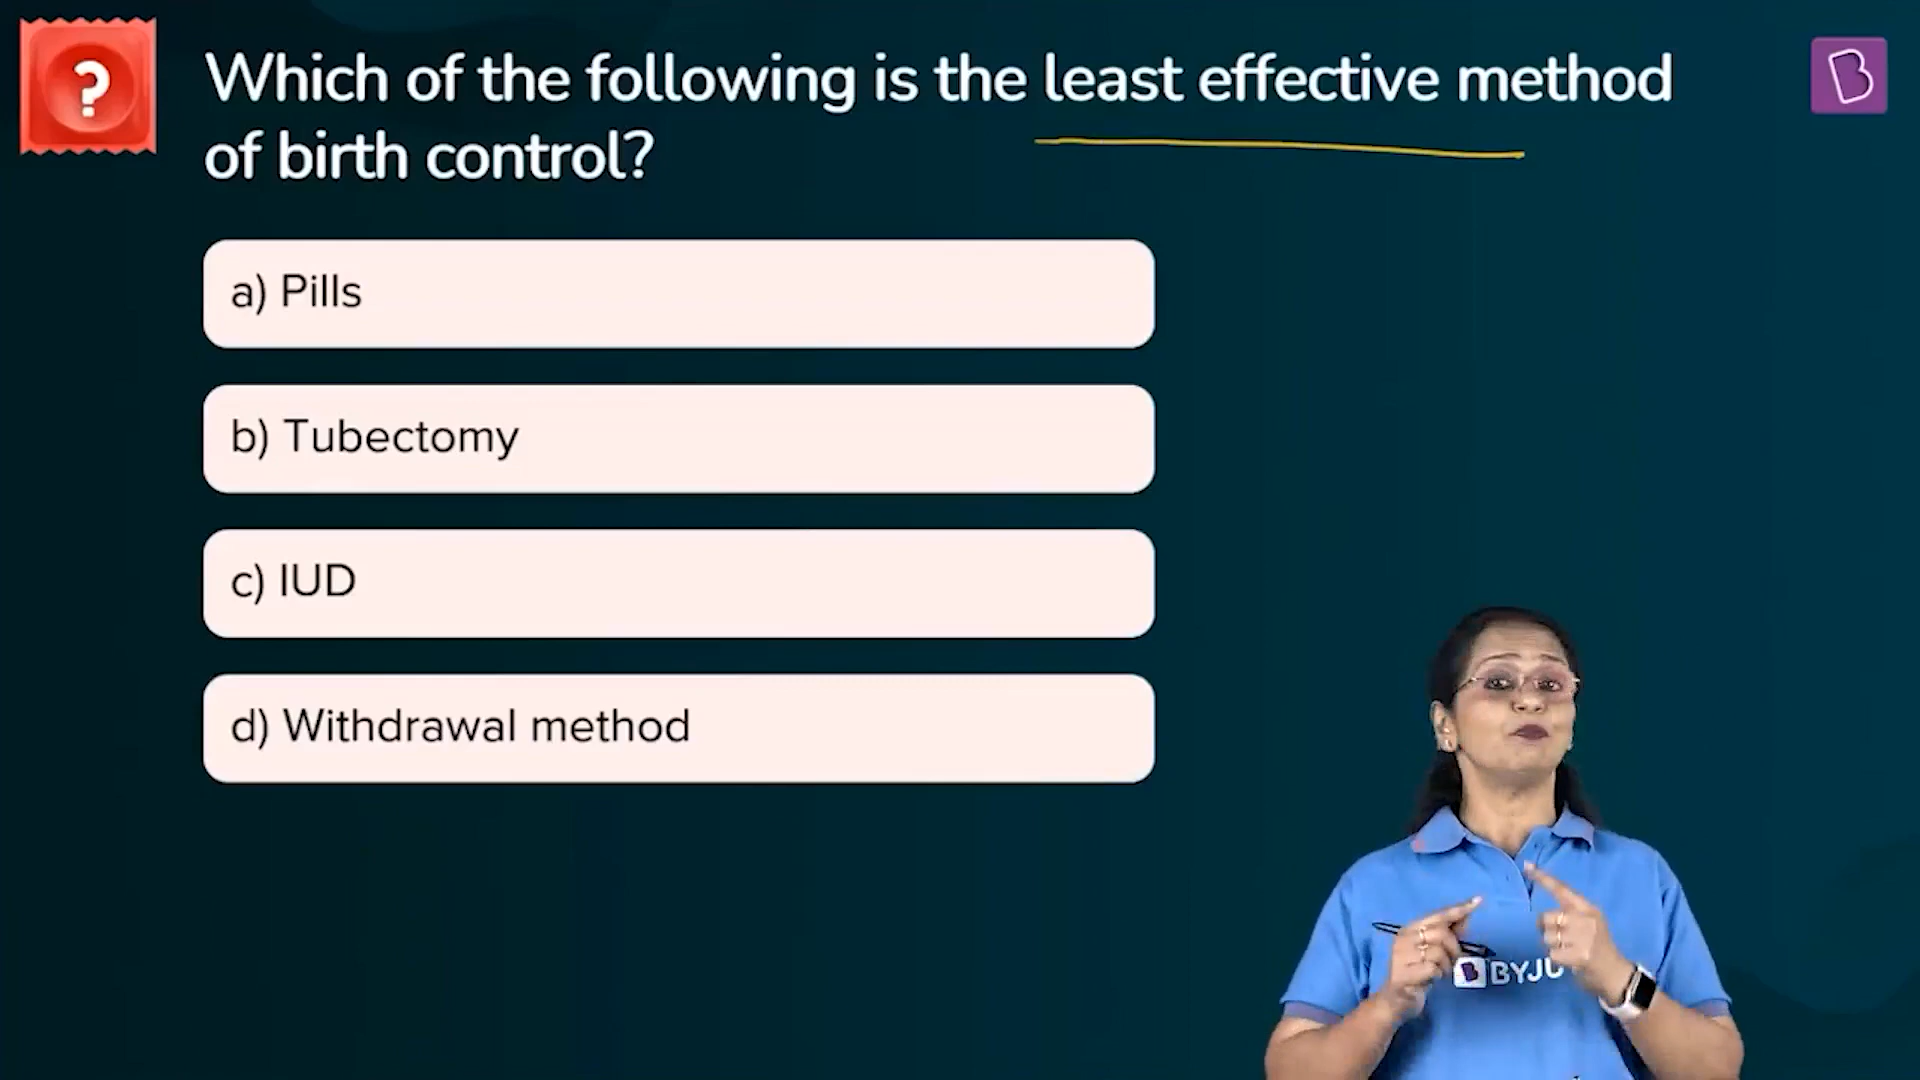 ?
Which of the following is the least effective method
of birth control?
a) Pills
b) Tubectomy
c) IUD
d) Withdrawal method
BYJU